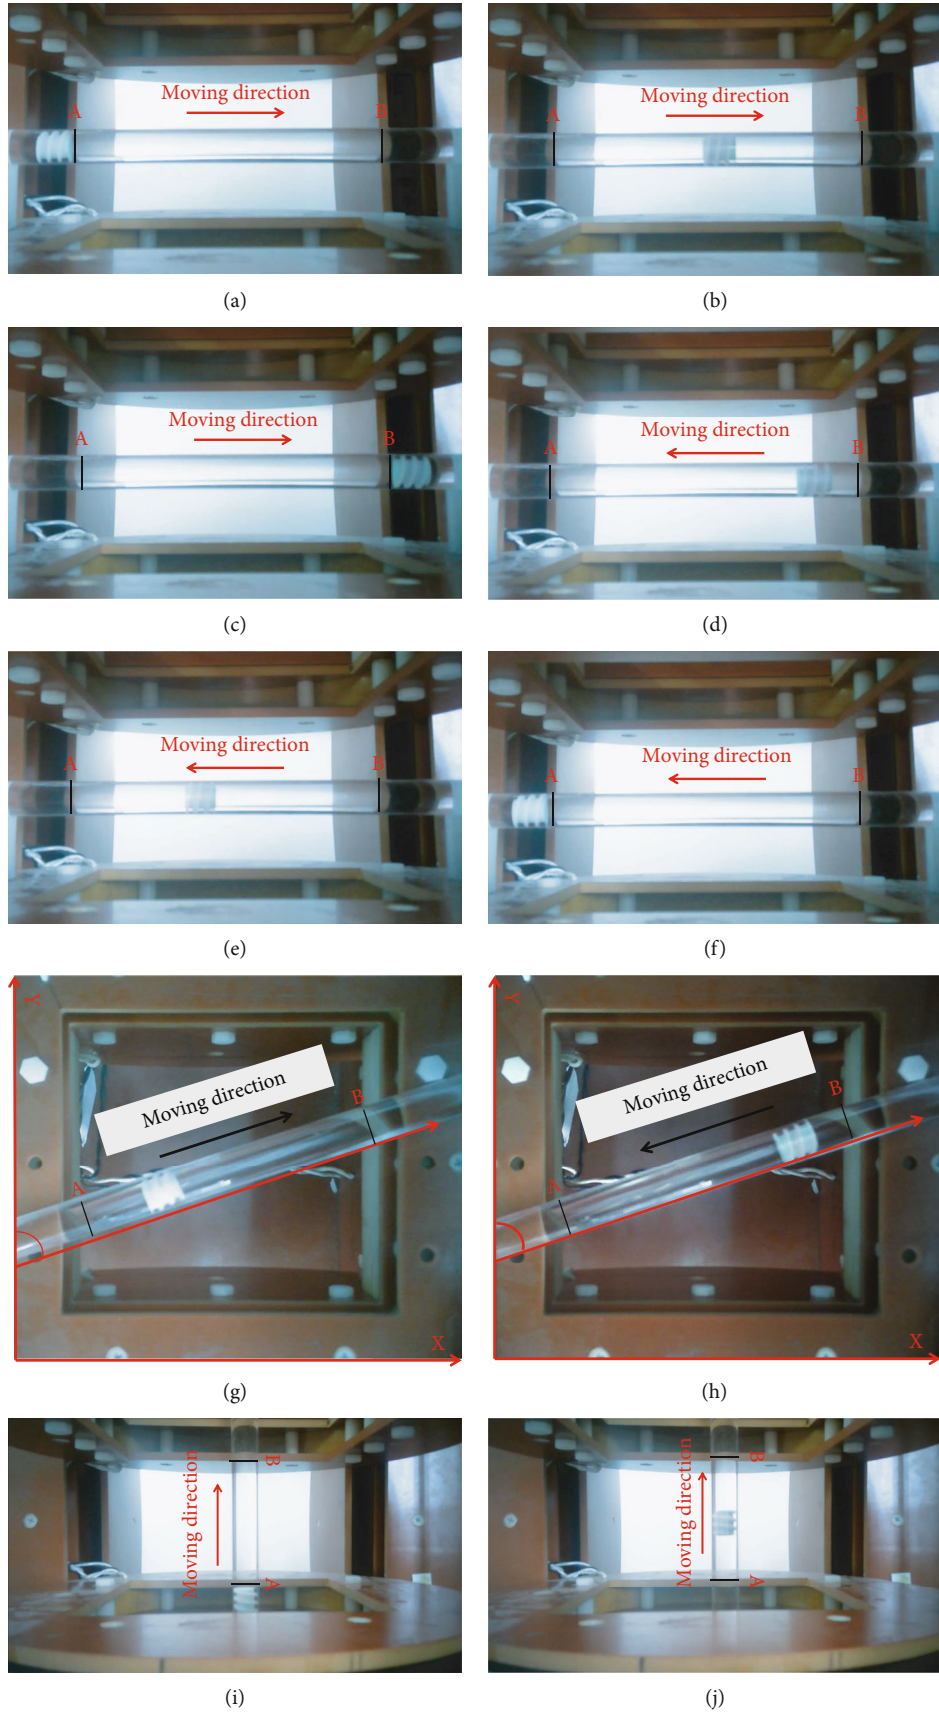 Moving direction
A
B
(a)
Moving direction
A
B
(b)
Moving direction
A
B
(c)
Moving direction
A
B
(d)
Moving direction
A
B
(e)
Moving direction
A
B
(f)
Y
Moving direction
B
A
X
(g)
Y
Moving direction
B
A
X
(h)
B
Moving direction
A
(i)
B
Moving direction
A
(j)